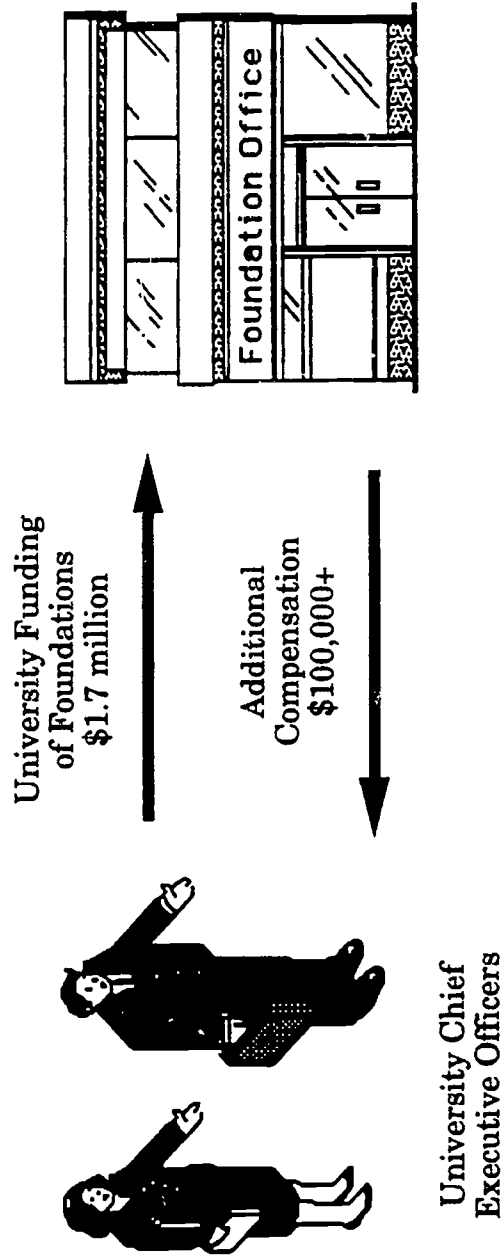 University Funding
of Foundations
$1.7 million
Foundation Office
Additional
Compensation
$100,000+
University Chief
Executive Officers